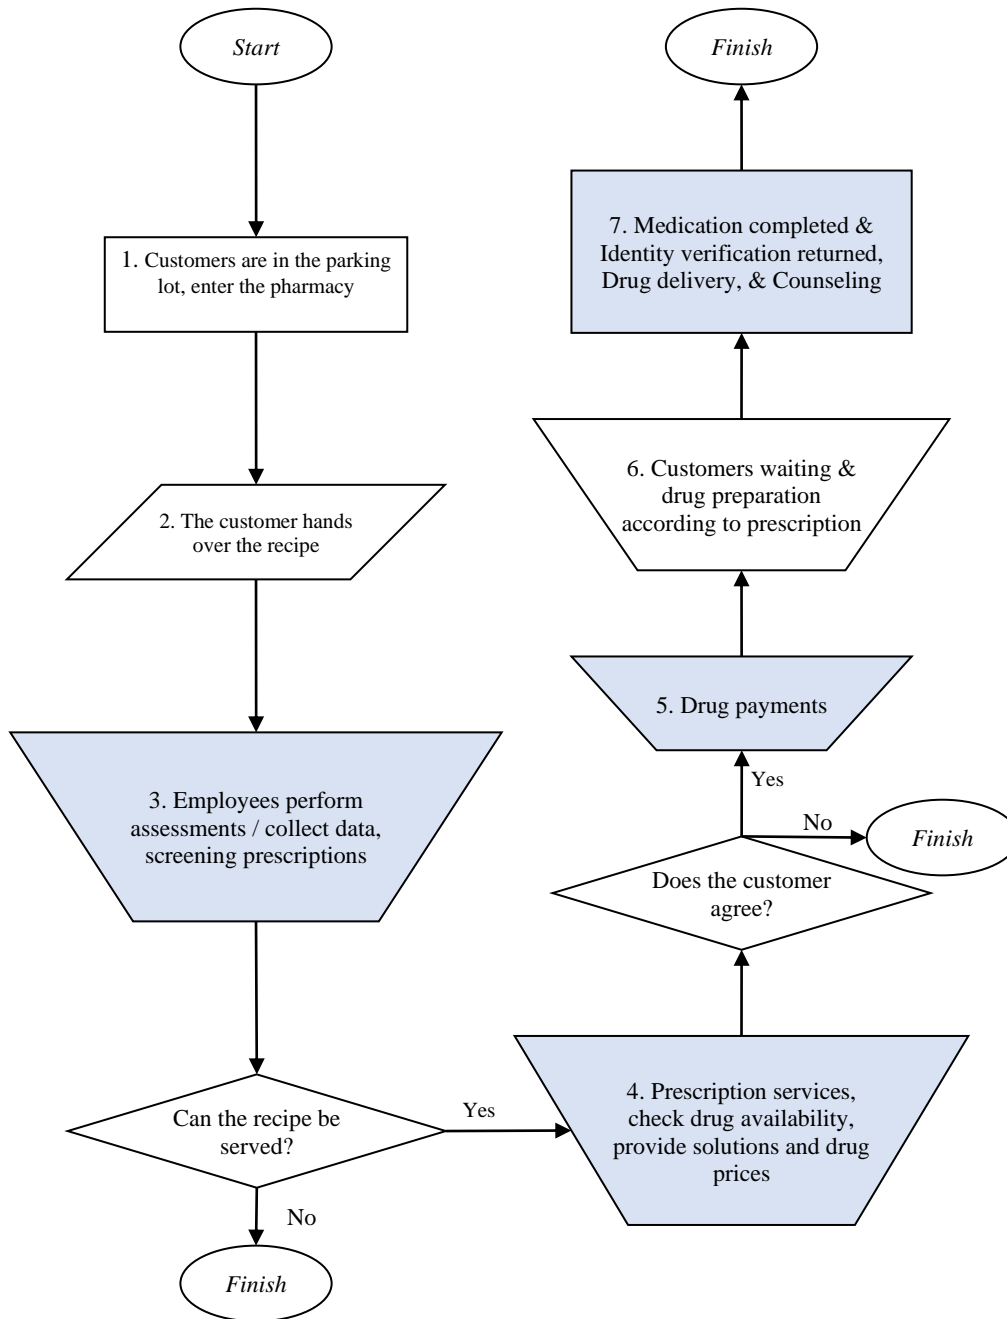 Start
1. Customers are in the parking
lot, enter the pharmacy
2. The customer hands
over the recipe
3. Employees perform
assessments / collect data,
screening prescriptions
Can the recipe be
served?
Yes
No
Finish
4. Prescription services,
check drug availability,
provide solutions and drug
prices
Does the customer
agree?
No
Finish
Yes
5. Drug payments
6. Customers waiting &
drug preparation
according to prescription
7. Medication completed &
Identity verification returned,
Drug delivery, & Counseling
Finish